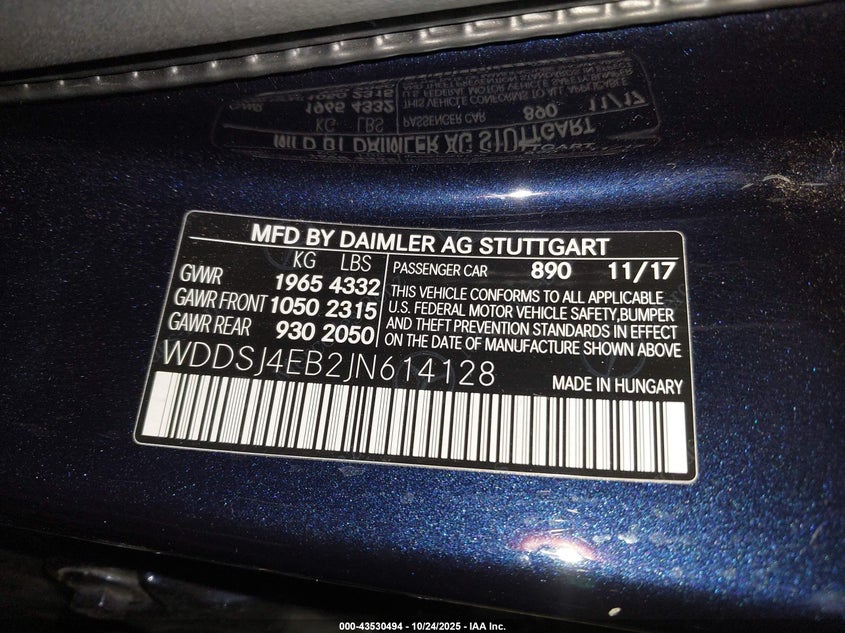 MFD BY DAIMLER AG STUTTGART
KG LBS
GVWR 1965 4332
GAWR FRONT 1050 2315
GAWR REAR 930 2050
PASSENGER CAR 890 11/17
THIS VEHICLE CONFORMS TO ALL APPLICABLE
U.S. FEDERAL MOTOR VEHICLE SAFETY,BUMPER
AND THEFT PREVENTION STANDARDS IN EFFECT
ON THE DATE OF MANUFACTURE SHOWN ABOVE
WDDSJ4EB2JN614128
MADE IN HUNGARY
000-43530494 - 10/24/2025 - IAA Inc.